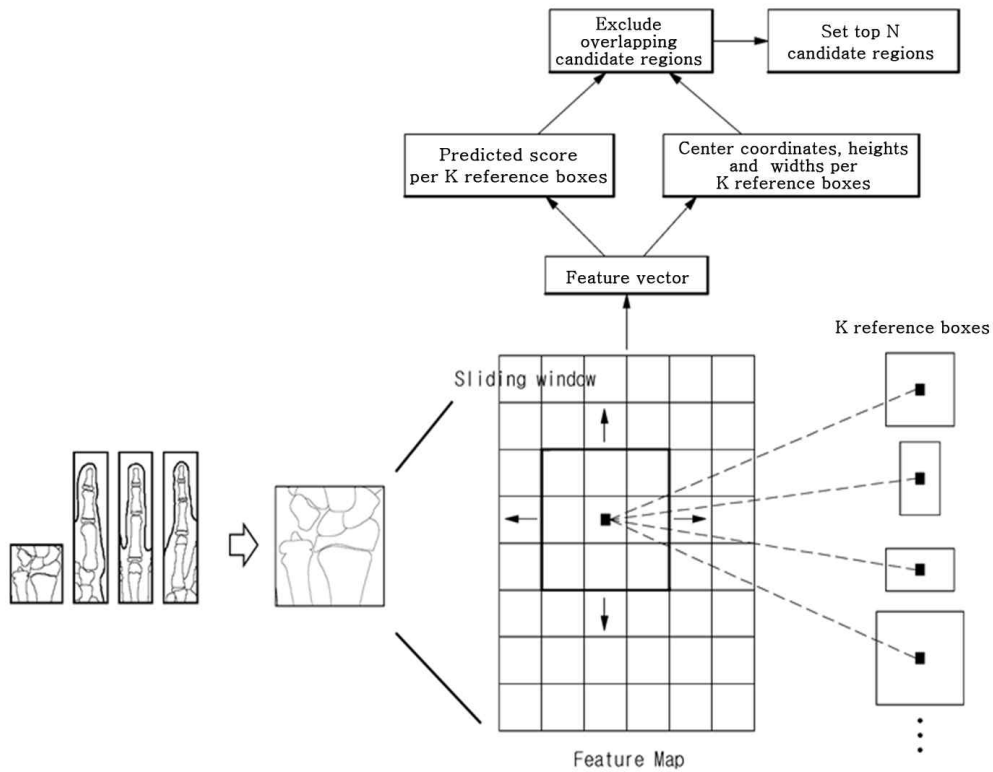 Exclude
overlapping
candidate regions
Set top N
candidate regions
Predicted score
per K reference boxes
Center coordinates, heights
and widths per
K reference boxes
Feature vector
K reference boxes
Sliding window
Feature Map